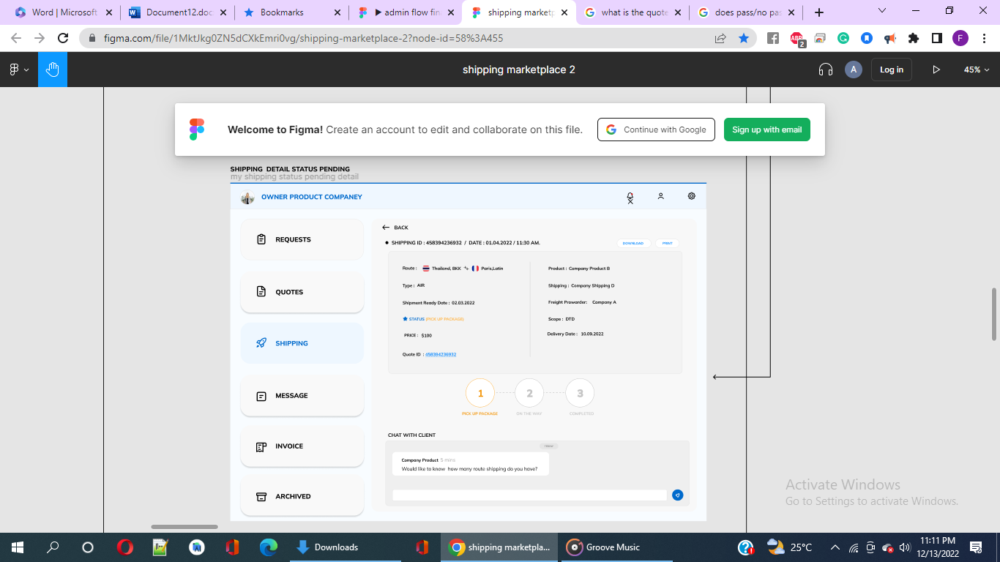 Word | Microsoft
Document12.doc
Bookmarks
admin flow fin
shipping marketp
what is the quote
does pass/no pas
figma.com/file/1MktJkg0ZN5dCXkEmri0vg/shipping-marketplace-2?node-id=58%3A455
ABP
2
F
shipping marketplace 2
A
Log in
45%
Welcome to Figma! Create an account to edit and collaborate on this file.
Continue with Google
Sign up with email
SHIPPING DETAIL STATUS PENDING
my shipping status pending detail
OWNER PRODUCT COMPANEY
REQUESTS
QUOTES
SHIPPING
MESSAGE
INVOICE
ARCHIVED
BACK
SHIPPING ID : 458394236932 / DATE : 01.04.2022 / 11:30 AM.
DOWNLOAD
PRINT
Route : Thailand, BKK Paris,Latin
Type : AIR
Shipment Ready Date : 02.03.2022
STATUS (PICK UP PACKAGE)
PRICE : $100
Quote ID : 458394236932
Product : Company Product B
Shipping : Company Shipping D
Freight Prowarder: Company A
Scope : DTD
Delivery Date : 10.09.2022
1
2
3
PICK UP PACKAGE
ON THE WAY
COMPLETED
CHAT WITH CLIENT
TODAY
Company Product 5 mins
Would like to know how many route shipping do you have?
Activate Windows
Go to Settings to activate Windows.
Downloads
shipping marketpla...
Groove Music
25°C
11:11 PM
12/13/2022